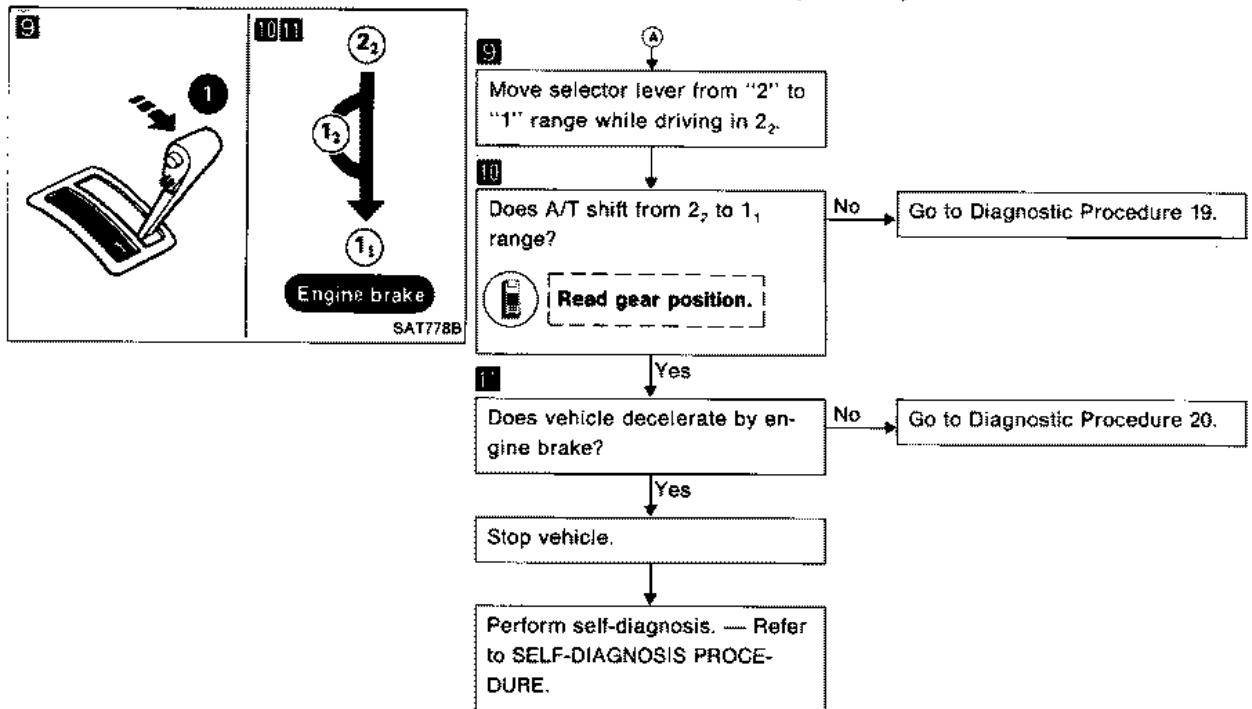 9
1
10 11
2₂
1₂
1₁
Engine brake
SAT778B
A
9
Move selector lever from "2" to
"1" range while driving in 2₂.
10
Does A/T shift from 2₂ to 1₁
range?
No
Go to Diagnostic Procedure 19.
Read gear position.
Yes
11
Does vehicle decelerate by en-
gine brake?
No
Go to Diagnostic Procedure 20.
Yes
Stop vehicle.
Perform self-diagnosis. — Refer
to SELF-DIAGNOSIS PROCE-
DURE.